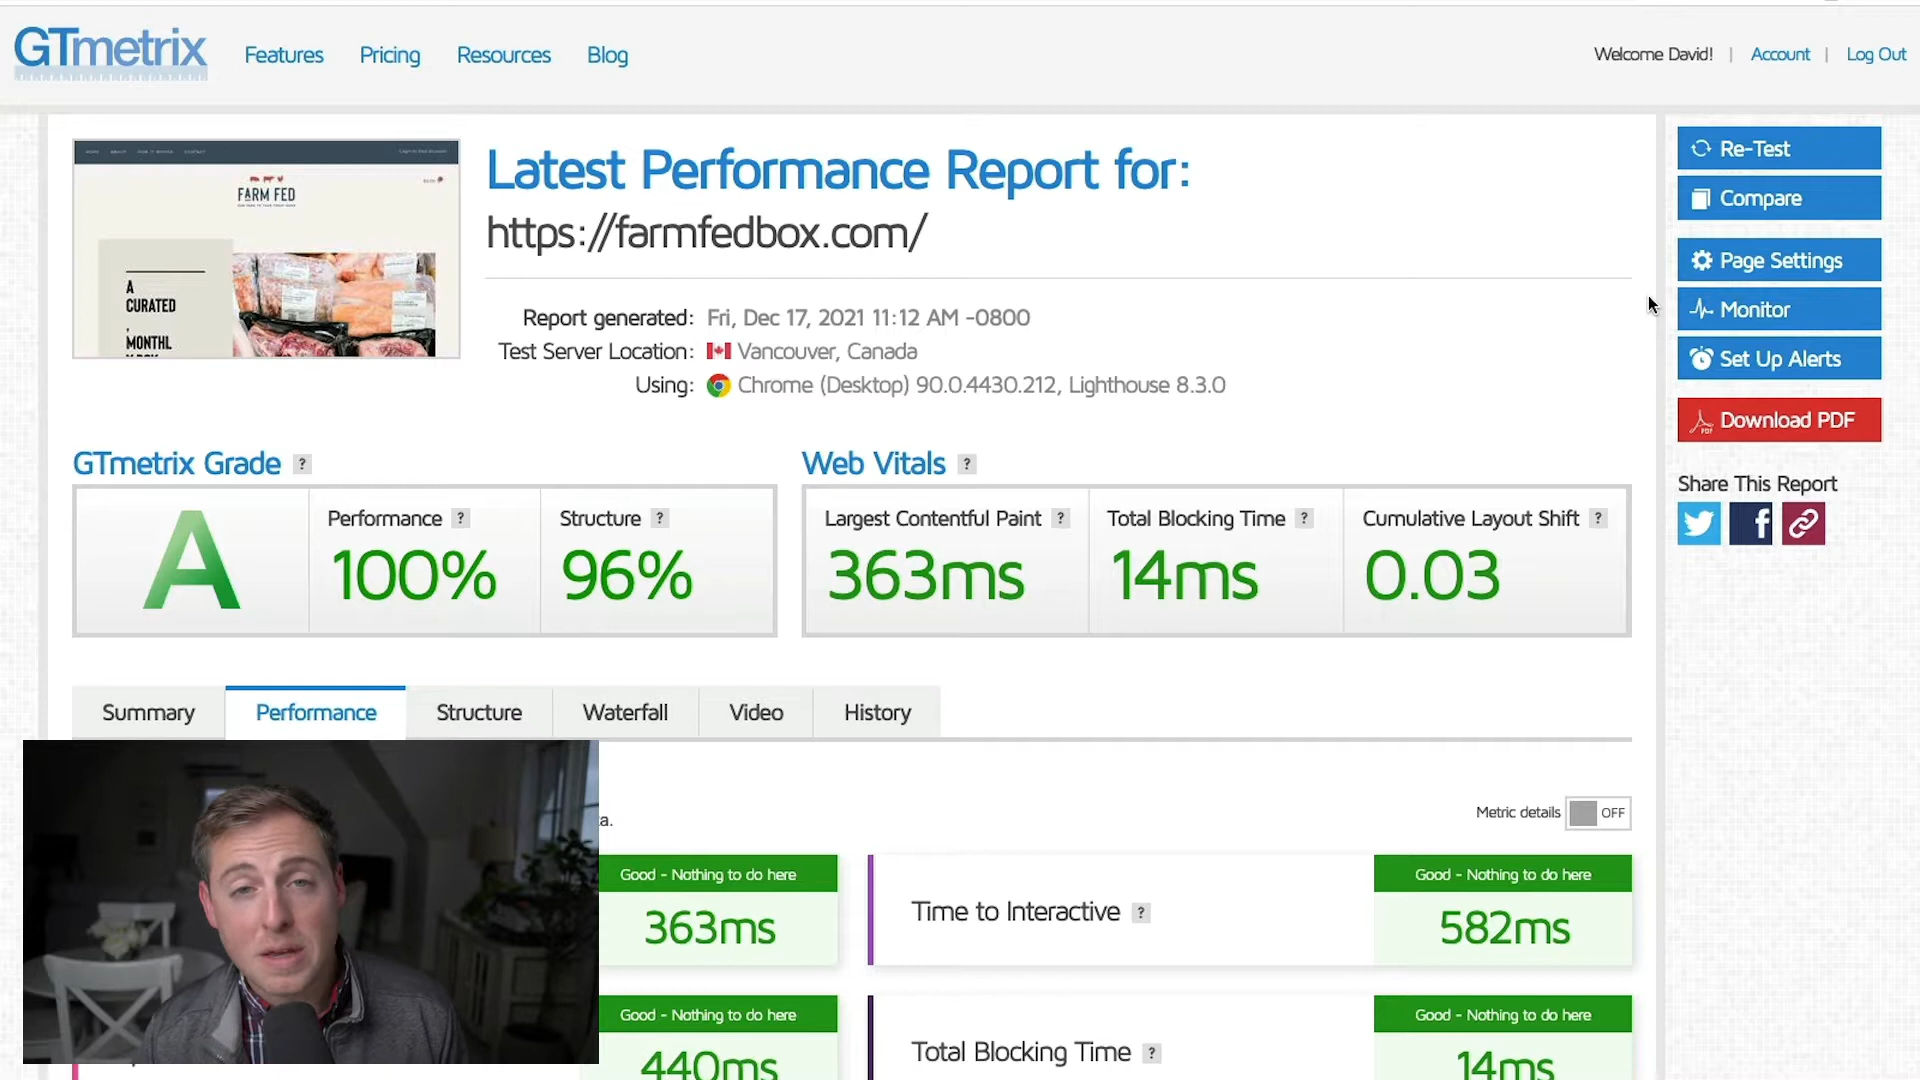 GTmetrix
Features
Pricing
Resources
Blog
Welcome David! | Account | Log Out
FARM FED
A
CURATED
,
MONTHL
Latest Performance Report for:
https://farmfedbox.com/
Report generated: Fri, Dec 17, 2021 11:12 AM -0800
Test Server Location: Vancouver, Canada
Using: Chrome (Desktop) 90.0.4430.212, Lighthouse 8.3.0
Re-Test
Compare
Page Settings
Monitor
Set Up Alerts
PDF Download PDF
Share This Report
GTmetrix Grade ?
A
Performance ?
100%
Structure ?
96%
Web Vitals ?
Largest Contentful Paint ?
363ms
Total Blocking Time ?
14ms
Cumulative Layout Shift ?
0.03
Summary
Performance
Structure
Waterfall
Video
History
ta.
Metric details OFF
Good - Nothing to do here
363ms
Time to Interactive ?
Good - Nothing to do here
582ms
Good - Nothing to do here
440ms
Total Blocking Time ?
Good - Nothing to do here
14ms